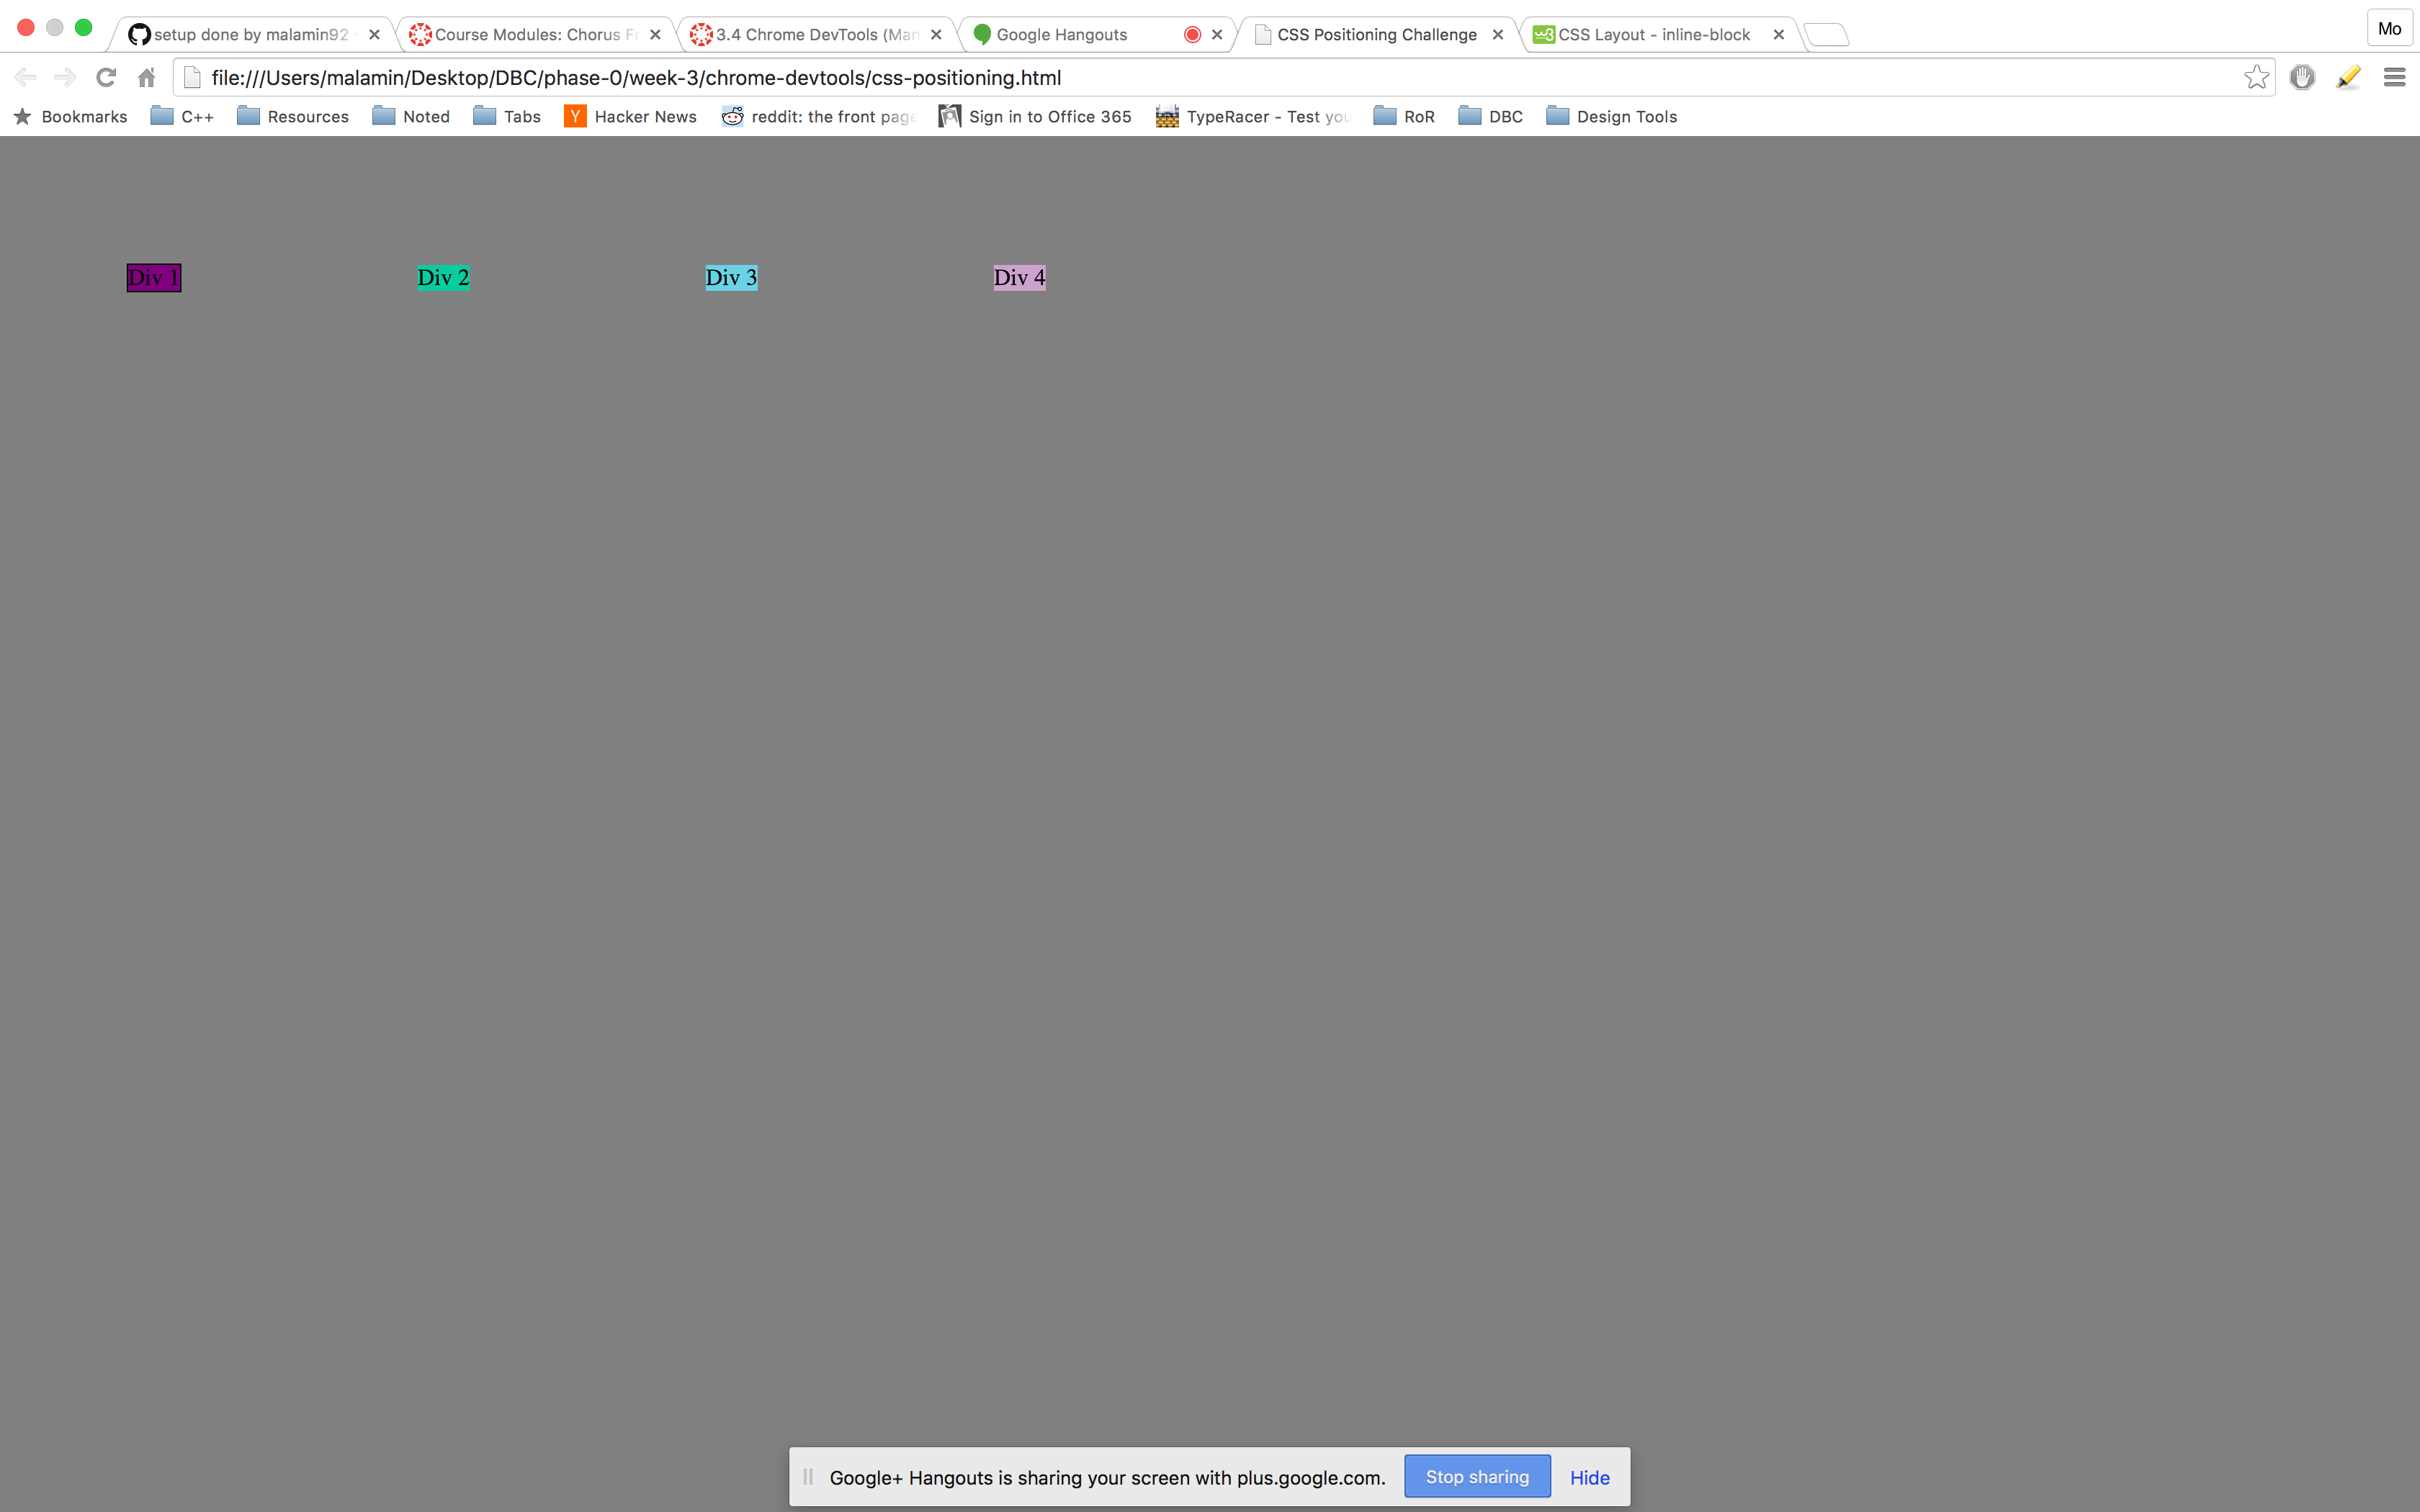 setup done by malamin92
Course Modules: Chorus Fr
3.4 Chrome DevTools (Man
Google Hangouts
CSS Positioning Challenge
w3 CSS Layout - inline-block
Mo
file:///Users/malamin/Desktop/DBC/phase-0/week-3/chrome-devtools/css-positioning.html
Bookmarks C++ Resources Noted Tabs Y Hacker News reddit: the front page Sign in to Office 365 TypeRacer - Test you RoR DBC Design Tools
Div 1 Div 2 Div 3 Div 4
Google+ Hangouts is sharing your screen with plus.google.com. Stop sharing Hide